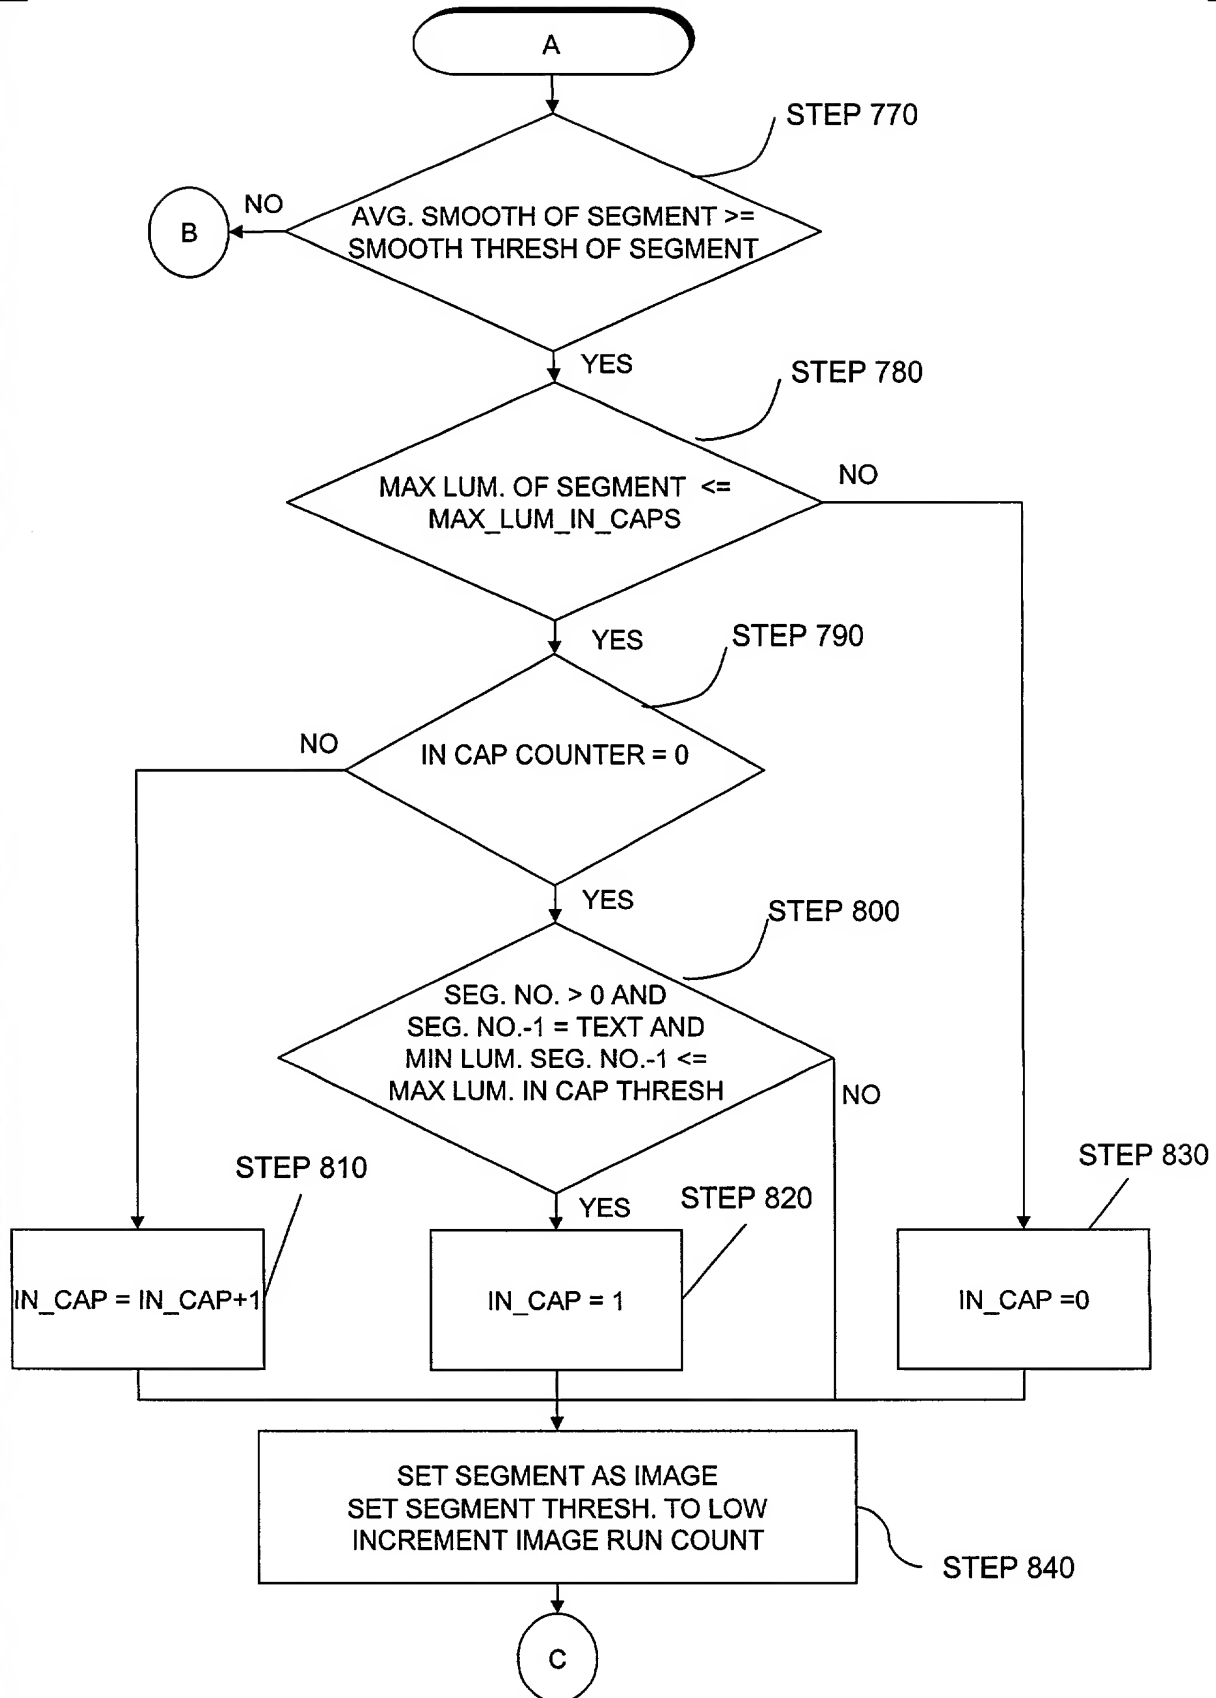 A
STEP 770
NO
B
AVG. SMOOTH OF SEGMENT >=
SMOOTH THRESH OF SEGMENT
YES
STEP 780
MAX LUM. OF SEGMENT <=
MAX_LUM_IN_CAPS
NO
YES
STEP 790
NO
IN CAP COUNTER = 0
YES
STEP 800
SEG. NO. > 0 AND
SEG. NO.-1 = TEXT AND
MIN LUM. SEG. NO.-1 <=
MAX LUM. IN CAP THRESH
NO
STEP 810
YES
STEP 820
STEP 830
IN_CAP = IN_CAP+1
IN_CAP = 1
IN_CAP =0
SET SEGMENT AS IMAGE
SET SEGMENT THRESH. TO LOW
INCREMENT IMAGE RUN COUNT
STEP 840
C